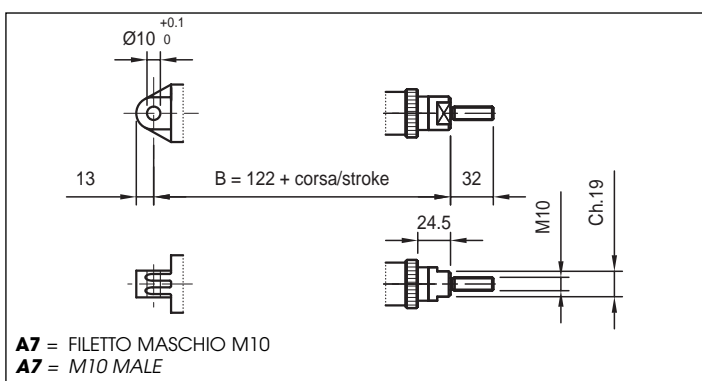 +0.1
Ø10 0
13
B = 122 + corsa/stroke
32
24.5
M10
Ch.19
A7 = FILETTO MASCHIO M10
A7 = M10 MALE